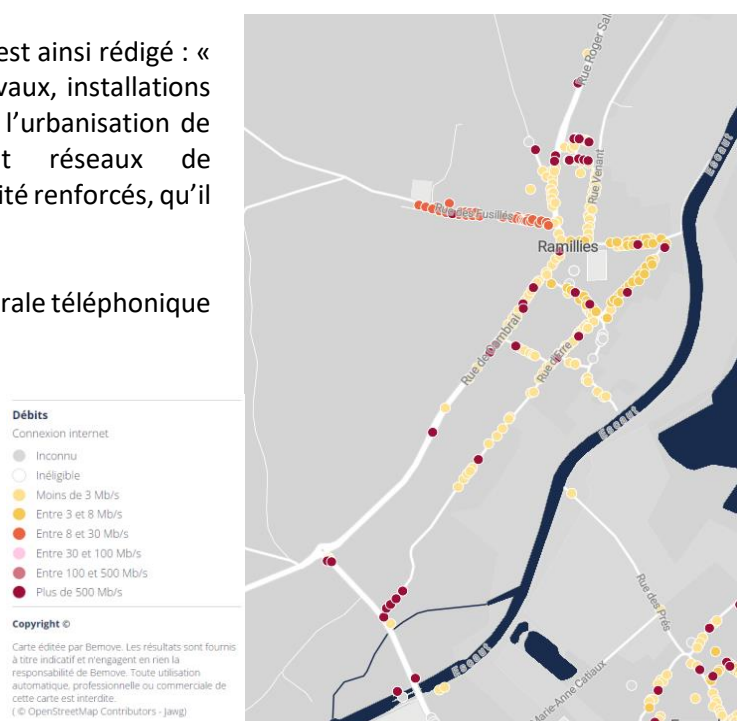 est ainsi rédigé : «
vaux, installations
l’urbanisation de
t réseaux de
ité renforcés, qu’il
rale téléphonique
Débits
Connexion internet
Inconnu
Inéligible
Moins de 3 Mb/s
Entre 3 et 8 Mb/s
Entre 8 et 30 Mb/s
Entre 30 et 100 Mb/s
Entre 100 et 500 Mb/s
Plus de 500 Mb/s
Copyright ©
Carte éditée par Bemove. Les résultats sont fournis
à titre indicatif et n'engagent en rien la
responsabilité de Bemove. Toute utilisation
automatique, professionnelle ou commerciale de
cette carte est interdite.
( © OpenStreetMap Contributors - Jawg)
Rue Roger Sal
Escaut
Rue Venant
Rue des Fusillés
Ramillies
Rue de Cambrai
Rue d'Erre
Escaut
Rue des Prés
Escaut
Marie-Anne Catiaux